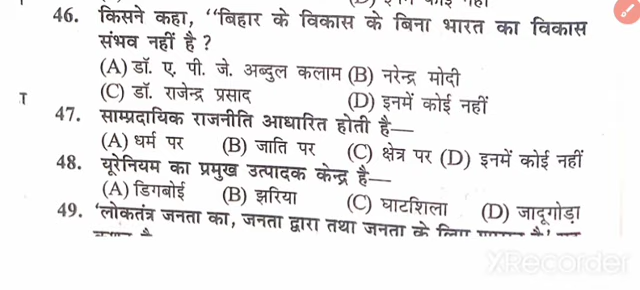 46. किसने कहा, ‘‘बिहार के विकास के बिना भारत का विकास
संभव नहीं है ?
(A) डॉ. ए. पी. जे. अब्दुल कलाम (B) नरेन्द्र मोदी
(C) डॉ. राजेन्द्र प्रसाद (D) इनमें कोई नहीं
47. साम्प्रदायिक राजनीति आधारित होती है—
(A) धर्म पर (B) जाति पर (C) क्षेत्र पर (D) इनमें कोई नहीं
48. यूरेनियम का प्रमुख उत्पादक केन्द्र है—
(A) डिगबोई (B) झरिया (C) घाटशिला (D) जादूगोड़ा
49. ‘लोकतंत्र जनता का, जनता द्वारा तथा जनता के लिए
XRecorder